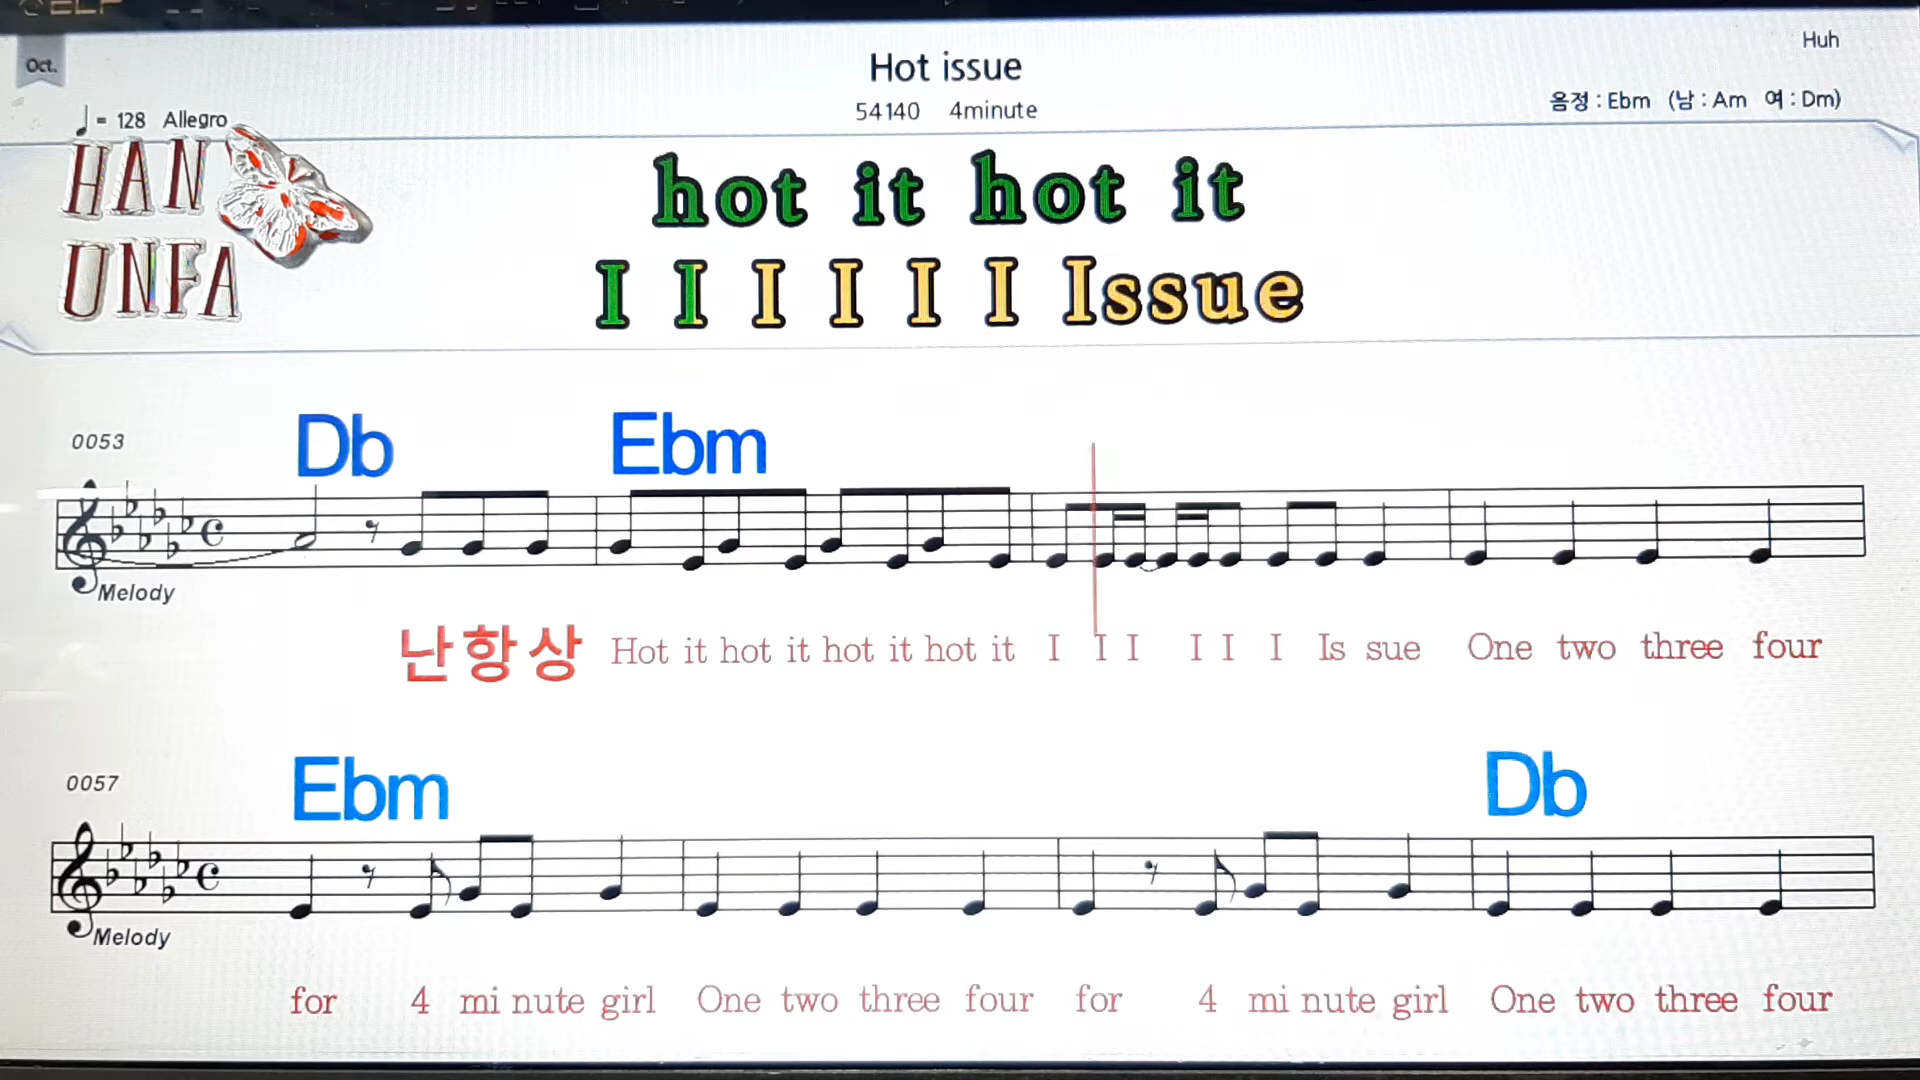 Oct.
Huh
Hot issue
54140 4minute
음정 : Ebm (남 : Am 여 : Dm)
♩ = 128 Allegro
HAN
UNFA
hot it hot it
I I I I I I Issue
0053
Db Ebm
Melody
난 항 상 Hot it hot it hot it hot it I I I I I I Is sue One two three four
0057
Ebm Db
Melody
for 4 mi nute girl One two three four for 4 mi nute girl One two three four